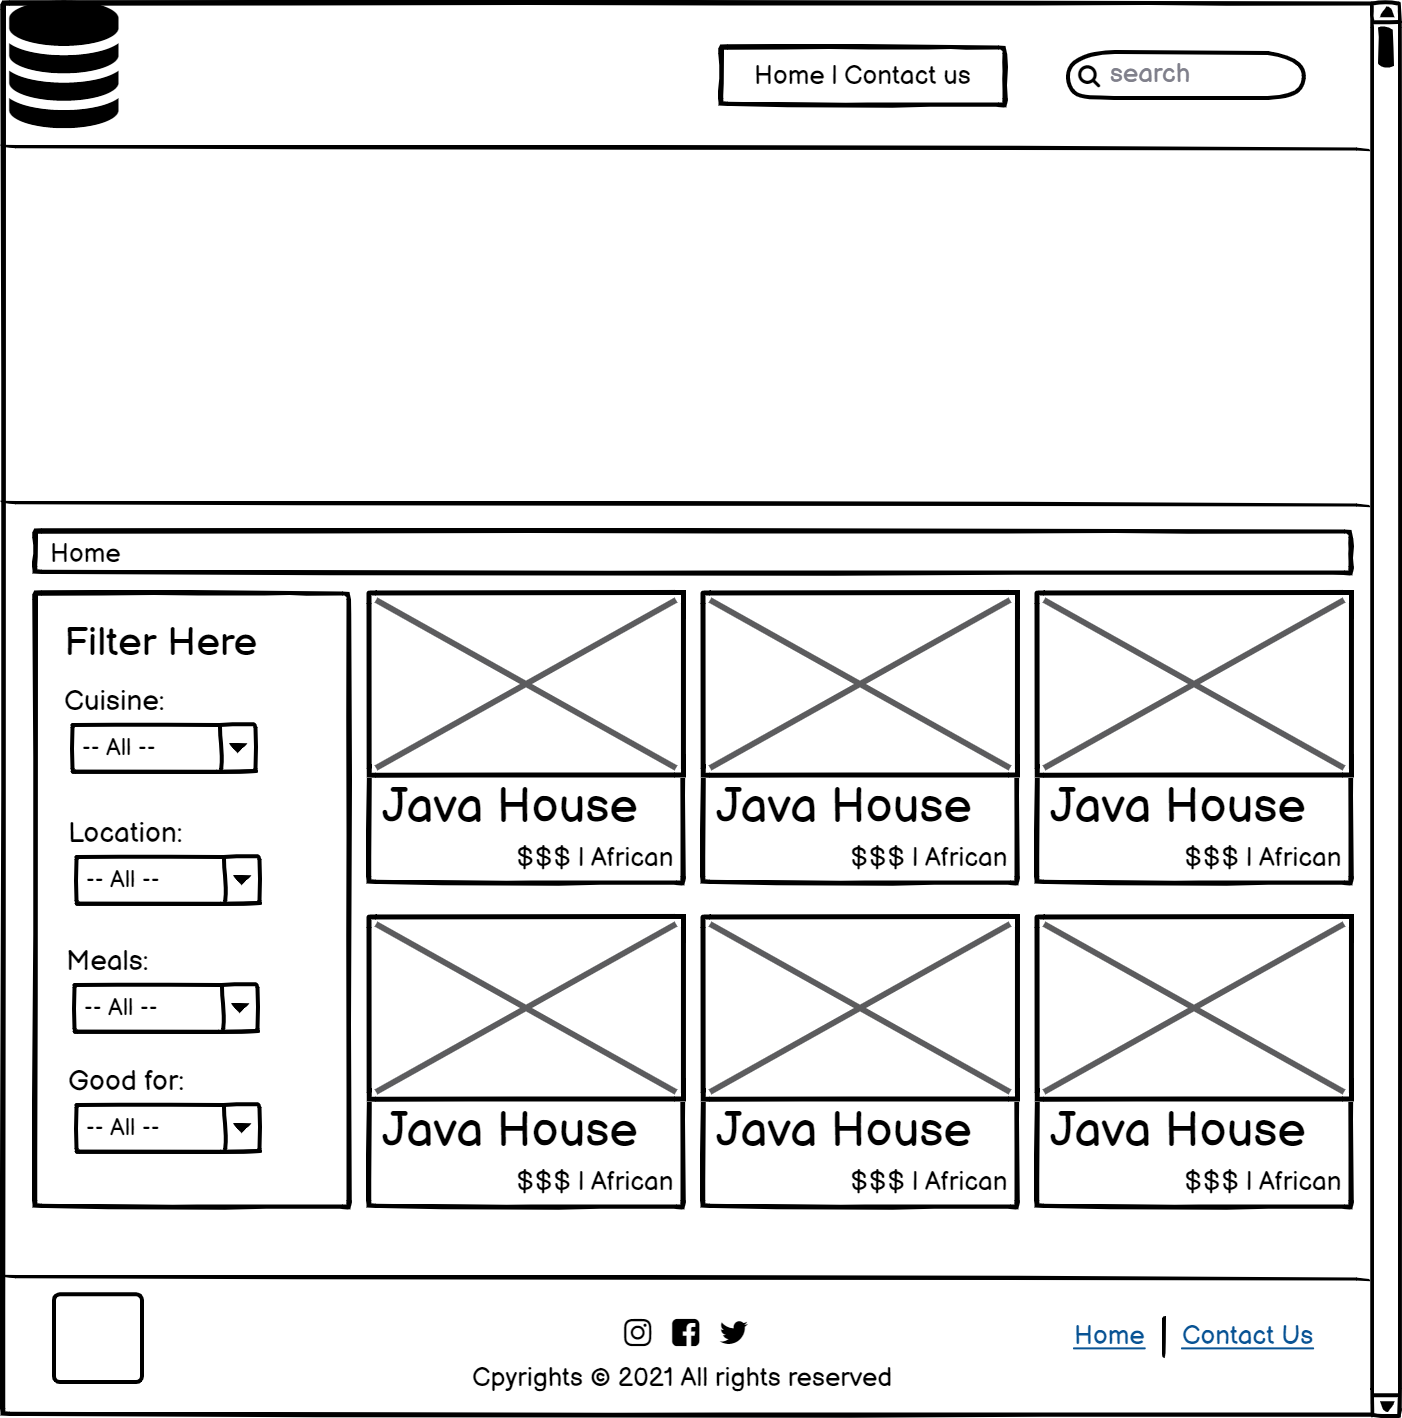 Home | Contact us
search
Home
Filter Here
Cuisine:
-- All --
Location:
-- All --
Meals:
-- All --
Good for:
-- All --
Java House
$$$ | African
Java House
$$$ | African
Java House
$$$ | African
Java House
$$$ | African
Java House
$$$ | African
Java House
$$$ | African
Home | Contact Us
Cpyrights © 2021 All rights reserved